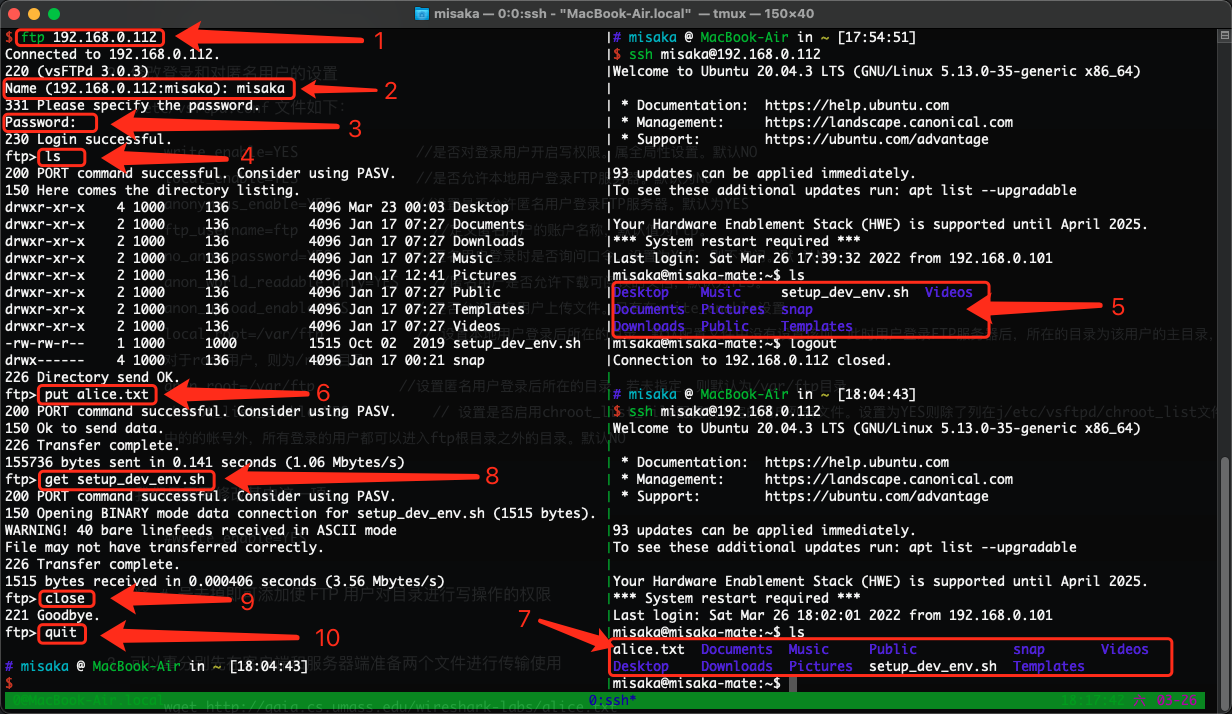 misaka — 0:0:ssh - "MacBook-Air.local" — tmux — 150×40
$ ftp 192.168.0.112
1
Connected to 192.168.0.112.
220 (vsFTPd 3.0.3)
Name (192.168.0.112:misaka): misaka
2
331 Please specify the password.
Password:
3
230 Login successful.
ftp> ls
4
200 PORT command successful. Consider using PASV.
150 Here comes the directory listing.
drwxr-xr-x    4 1000     136          4096 Mar 23 00:03 Desktop
drwxr-xr-x    2 1000     136          4096 Jan 17 07:27 Documents
drwxr-xr-x    2 1000     136          4096 Jan 17 07:27 Downloads
drwxr-xr-x    2 1000     136          4096 Jan 17 07:27 Music
drwxr-xr-x    2 1000     136          4096 Jan 17 12:41 Pictures
drwxr-xr-x    2 1000     136          4096 Jan 17 07:27 Public
drwxr-xr-x    2 1000     136          4096 Jan 17 07:27 Templates
drwxr-xr-x    2 1000     136          4096 Jan 17 07:27 Videos
-rw-rw-r--    1 1000     1000         1515 Oct 02  2019 setup_dev_env.sh
drwx------    4 1000     136          4096 Jan 17 00:21 snap
226 Directory send OK.
ftp> put alice.txt
6
200 PORT command successful. Consider using PASV.
150 Ok to send data.
226 Transfer complete.
155736 bytes sent in 0.141 seconds (1.06 Mbytes/s)
ftp> get setup_dev_env.sh
8
200 PORT command successful. Consider using PASV.
150 Opening BINARY mode data connection for setup_dev_env.sh (1515 bytes).
WARNING! 40 bare linefeeds received in ASCII mode
File may not have transferred correctly.
226 Transfer complete.
1515 bytes received in 0.000406 seconds (3.56 Mbytes/s)
ftp> close
9
221 Goodbye.
ftp> quit
10
# misaka @ MacBook-Air in ~ [18:04:43]
$
# misaka @ MacBook-Air in ~ [17:54:51]
$ ssh misaka@192.168.0.112
Welcome to Ubuntu 20.04.3 LTS (GNU/Linux 5.13.0-35-generic x86_64)
* Documentation:  https://help.ubuntu.com
* Management:     https://landscape.canonical.com
* Support:        https://ubuntu.com/advantage
93 updates can be applied immediately.
To see these additional updates run: apt list --upgradable
Your Hardware Enablement Stack (HWE) is supported until April 2025.
*** System restart required ***
Last login: Sat Mar 26 17:39:32 2022 from 192.168.0.101
misaka@misaka-mate:~$ ls
Desktop    Music     setup_dev_env.sh  Videos
Documents  Pictures  snap
5
Downloads  Public    Templates
misaka@misaka-mate:~$ logout
Connection to 192.168.0.112 closed.
# misaka @ MacBook-Air in ~ [18:04:43]
$ ssh misaka@192.168.0.112
Welcome to Ubuntu 20.04.3 LTS (GNU/Linux 5.13.0-35-generic x86_64)
* Documentation:  https://help.ubuntu.com
* Management:     https://landscape.canonical.com
* Support:        https://ubuntu.com/advantage
93 updates can be applied immediately.
To see these additional updates run: apt list --upgradable
Your Hardware Enablement Stack (HWE) is supported until April 2025.
*** System restart required ***
Last login: Sat Mar 26 18:02:01 2022 from 192.168.0.101
misaka@misaka-mate:~$ ls
7
alice.txt  Documents  Music     Public            snap       Videos
Desktop    Downloads  Pictures  setup_dev_env.sh  Templates
misaka@misaka-mate:~$
0@MacBook-Air.local
0:ssh*
18:17:42 六 03-26